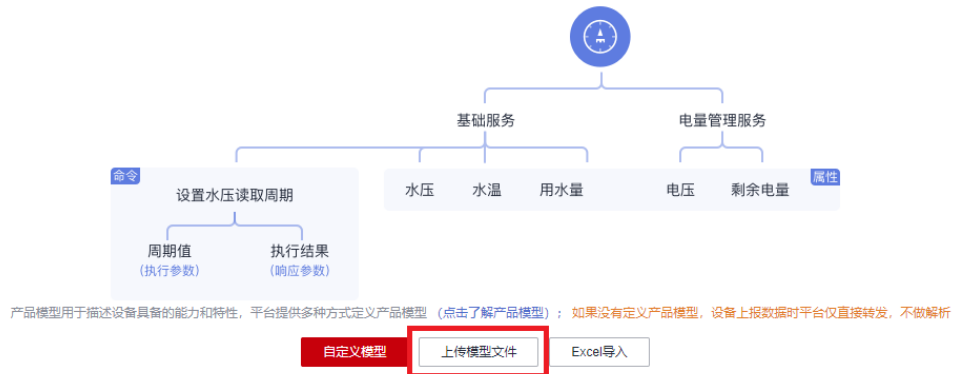 基础服务
电量管理服务
命令
设置水压读取周期
周期值
(执行参数)
执行结果
(响应参数)
水压
水温
用水量
电压
剩余电量
属性
产品模型用于描述设备具备的能力和特性，平台提供多种方式定义产品模型 (点击了解产品模型) ；如果没有定义产品模型，设备上报数据时平台仅直接转发，不做解析
自定义模型
上传模型文件
Excel导入